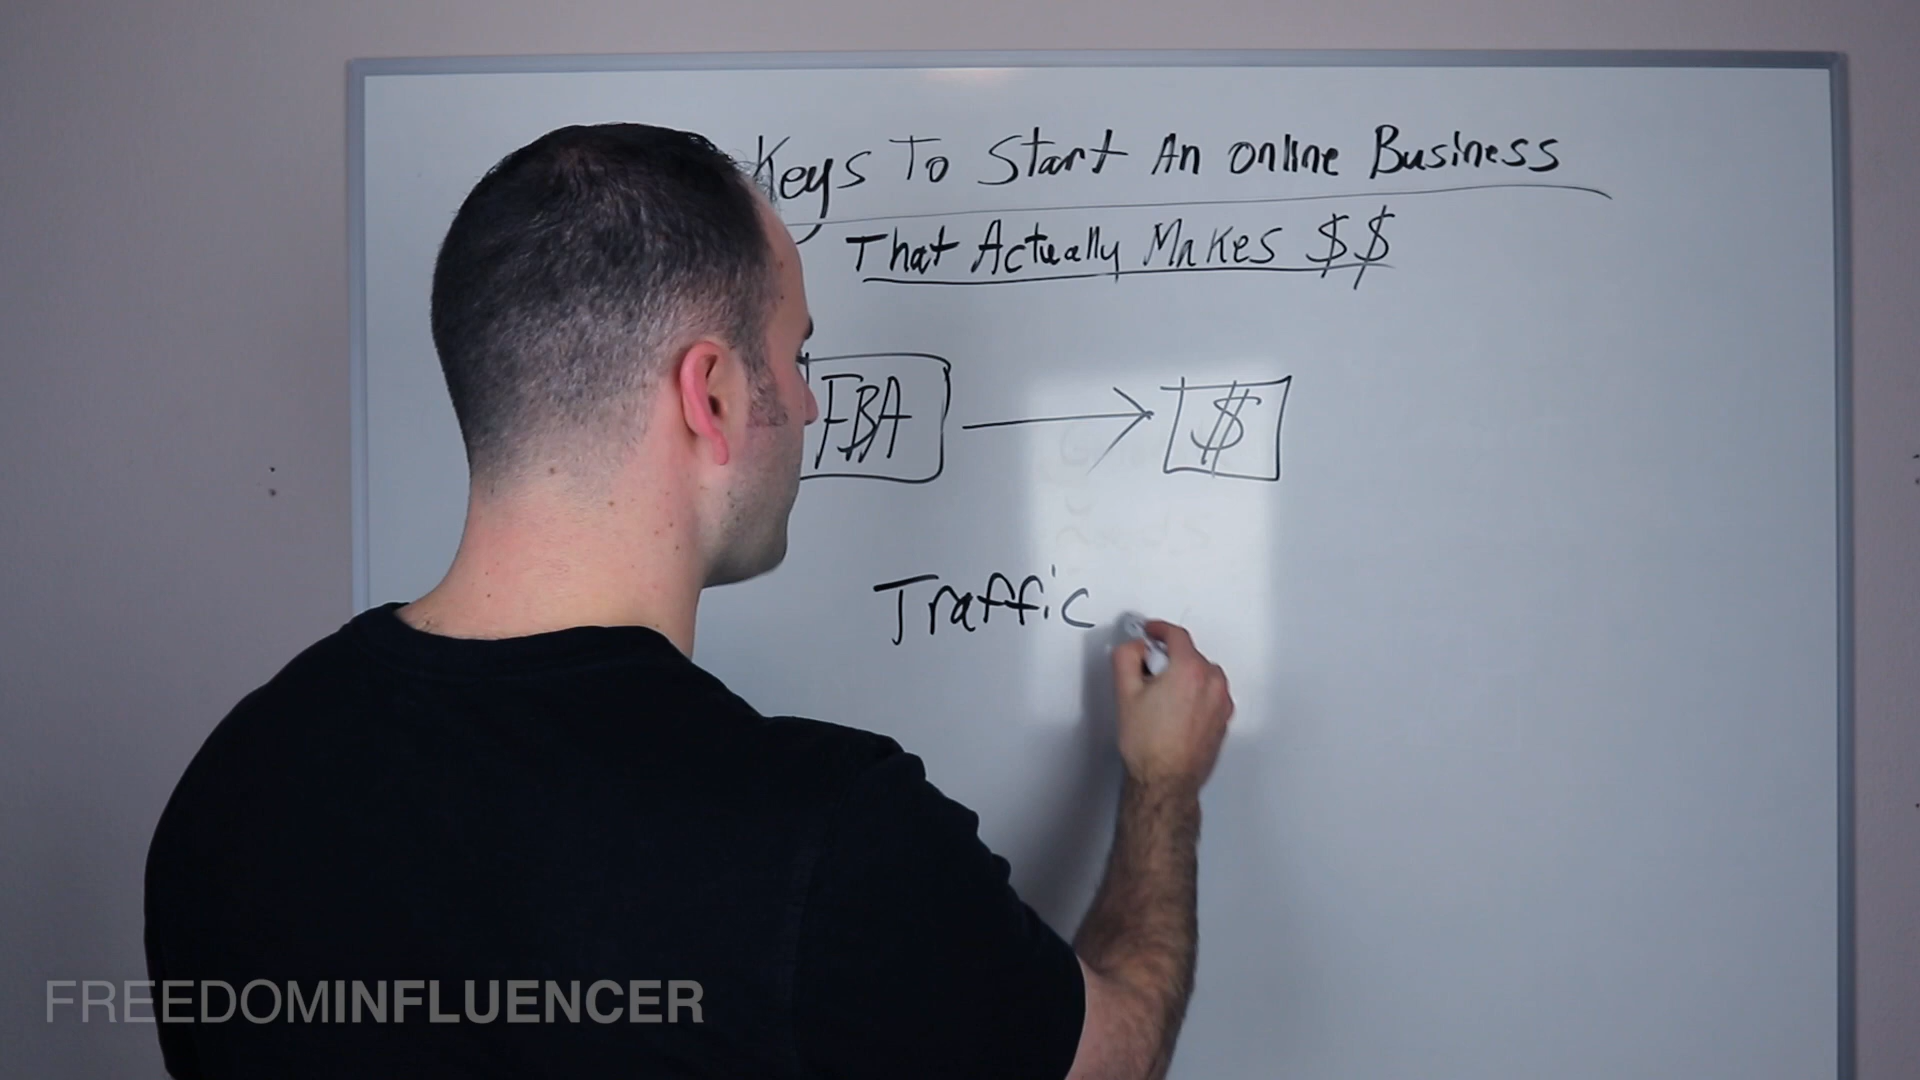 Keys To Start An Online Business
That Actually Makes $$
FBA
$
Traffic
FREEDOMINFLUENCER